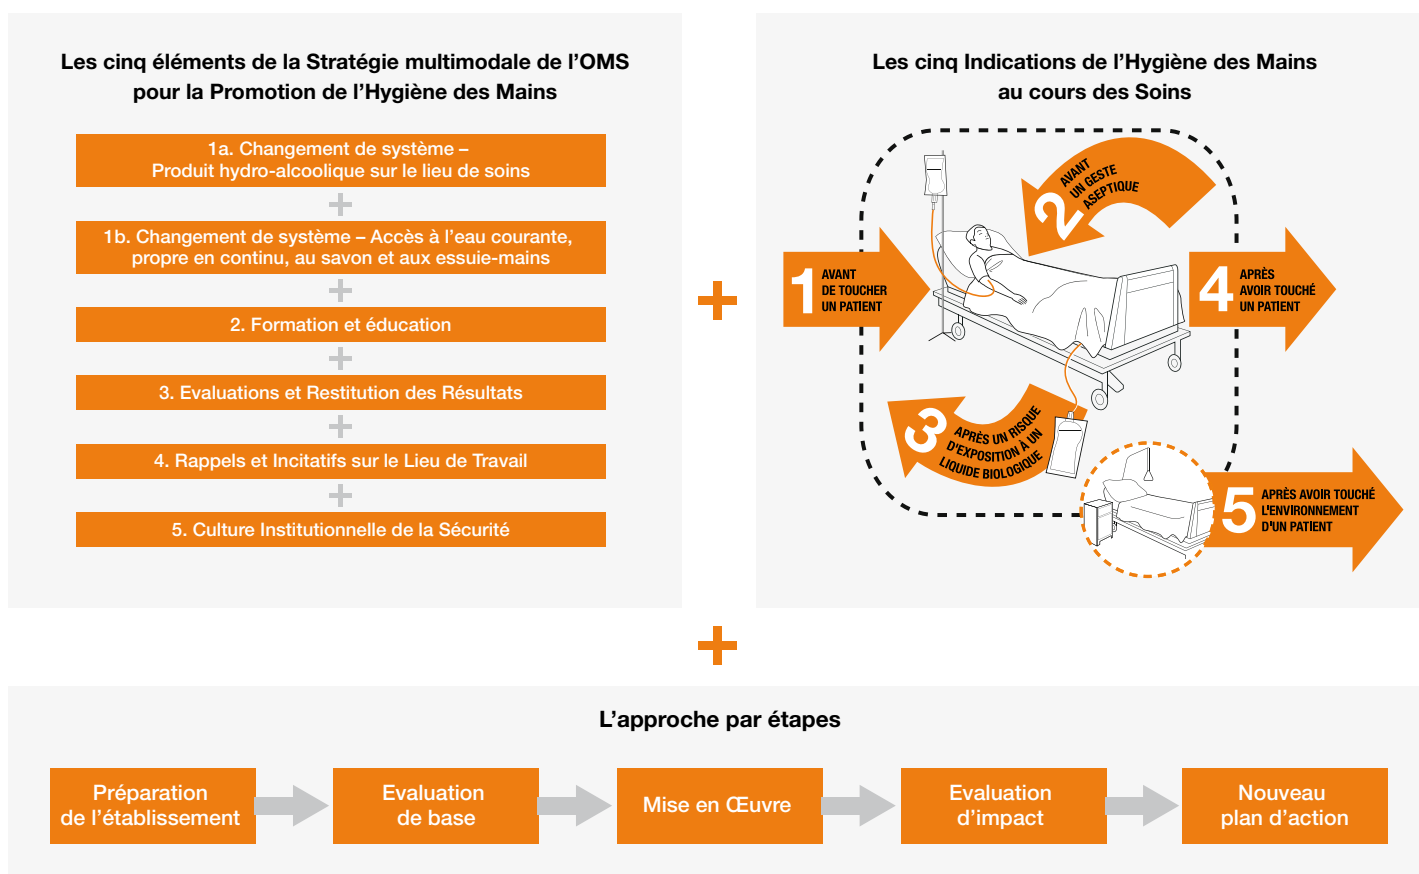 Les cinq éléments de la Stratégie multimodale de l’OMS
pour la Promotion de l’Hygiène des Mains
1a. Changement de système –
Produit hydro-alcoolique sur le lieu de soins
+
1b. Changement de système – Accès à l’eau courante,
propre en continu, au savon et aux essuie-mains
+
2. Formation et éducation
+
3. Evaluations et Restitution des Résultats
+
4. Rappels et Incitatifs sur le Lieu de Travail
+
5. Culture Institutionnelle de la Sécurité
+
Les cinq Indications de l’Hygiène des Mains
au cours des Soins
1
AVANT
DE TOUCHER
UN PATIENT
2
AVANT
UN GESTE
ASEPTIQUE
3
APRÈS UN RISQUE
D'EXPOSITION À UN
LIQUIDE BIOLOGIQUE
4
APRÈS
AVOIR TOUCHÉ
UN PATIENT
5
APRÈS AVOIR TOUCHÉ
L'ENVIRONNEMENT
D'UN PATIENT
+
L’approche par étapes
Préparation
de l’établissement
Evaluation
de base
Mise en Œuvre
Evaluation
d’impact
Nouveau
plan d’action